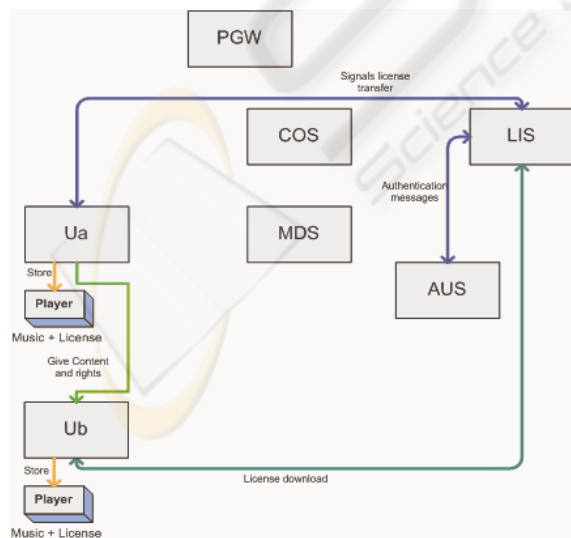 PGW
Signals license
transfer
COS
LIS
Authentication
messages
Ua
MDS
AUS
Store
Player
Music + License
Give Content
and rights
Ub
Store
License download
Player
Music + License
Science